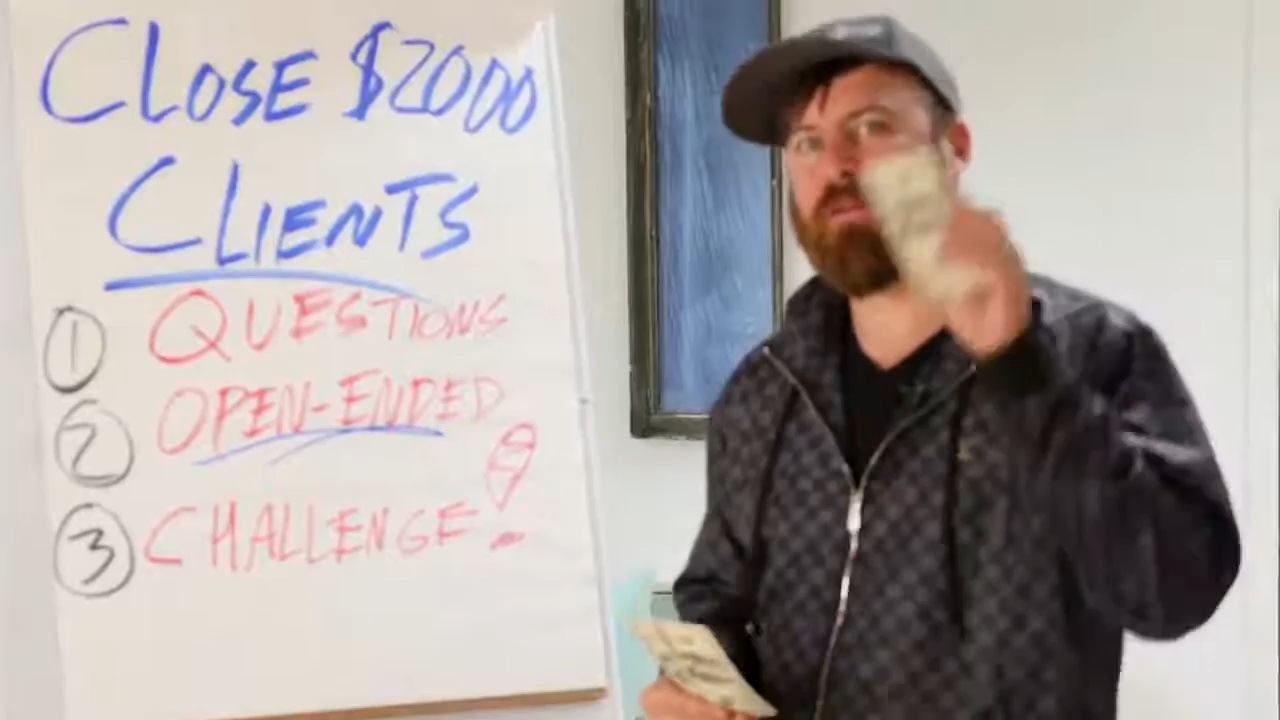 CLOSE $2000
CLIENTS
1 QUESTIONS
2 OPEN-ENDED
3 CHALLENGE!